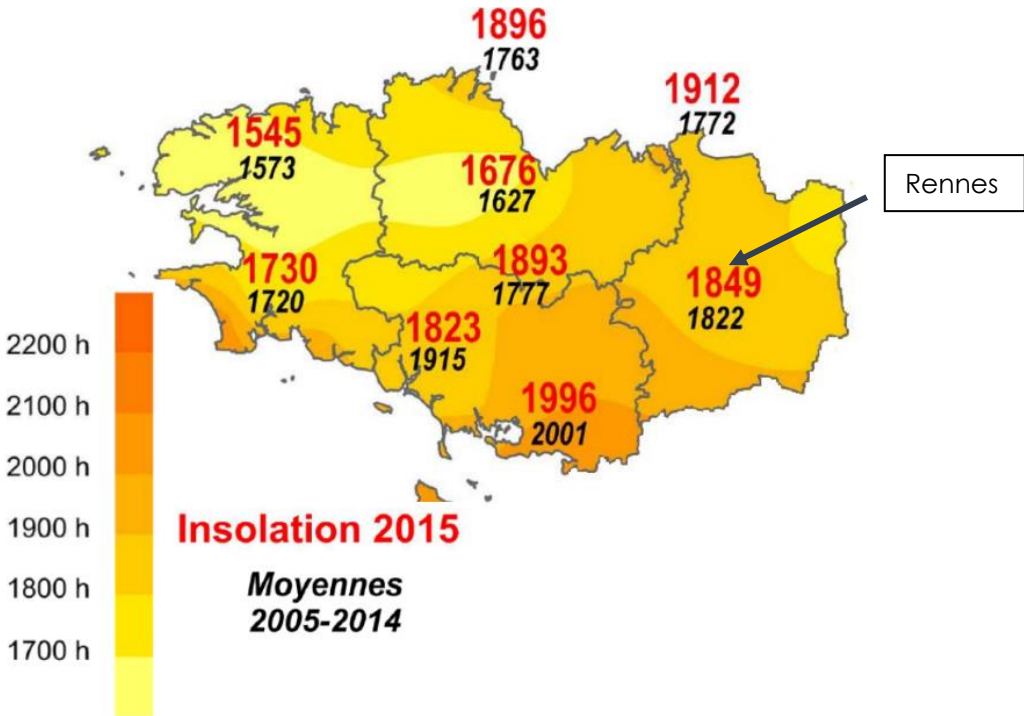 1896
1763
1912
1772
1545
1573
1676
1627
Rennes
1730
1720
1893
1777
1849
1822
1823
1915
1996
2001
2200 h
2100 h
2000 h
1900 h
1800 h
1700 h
Insolation 2015
Moyennes
2005-2014